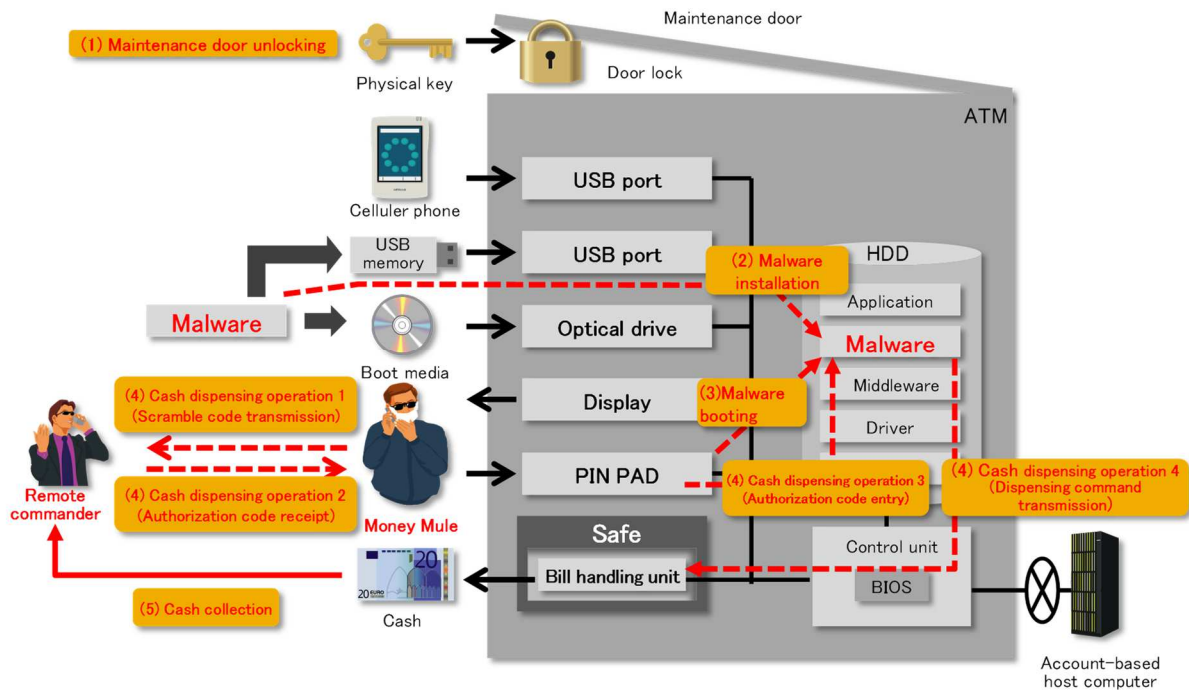 Maintenance door
(1) Maintenance door unlocking
Physical key
Door lock
ATM
Celluler phone
USB port
USB
memory
USB port
(2) Malware
installation
HDD
Application
Malware
Boot media
Optical drive
Malware
Middleware
Driver
(4) Cash dispensing operation 1
(Scramble code transmission)
Display
(3)Malware
booting
Remote
commander
(4) Cash dispensing operation 2
(Authorization code receipt)
Money Mule
PIN PAD
(4) Cash dispensing operation 3
(Authorization code entry)
(4) Cash dispensing operation 4
(Dispensing command
transmission)
Safe
Bill handling unit
Control unit
BIOS
20
20 EURO
Cash
(5) Cash collection
Account-based
host computer